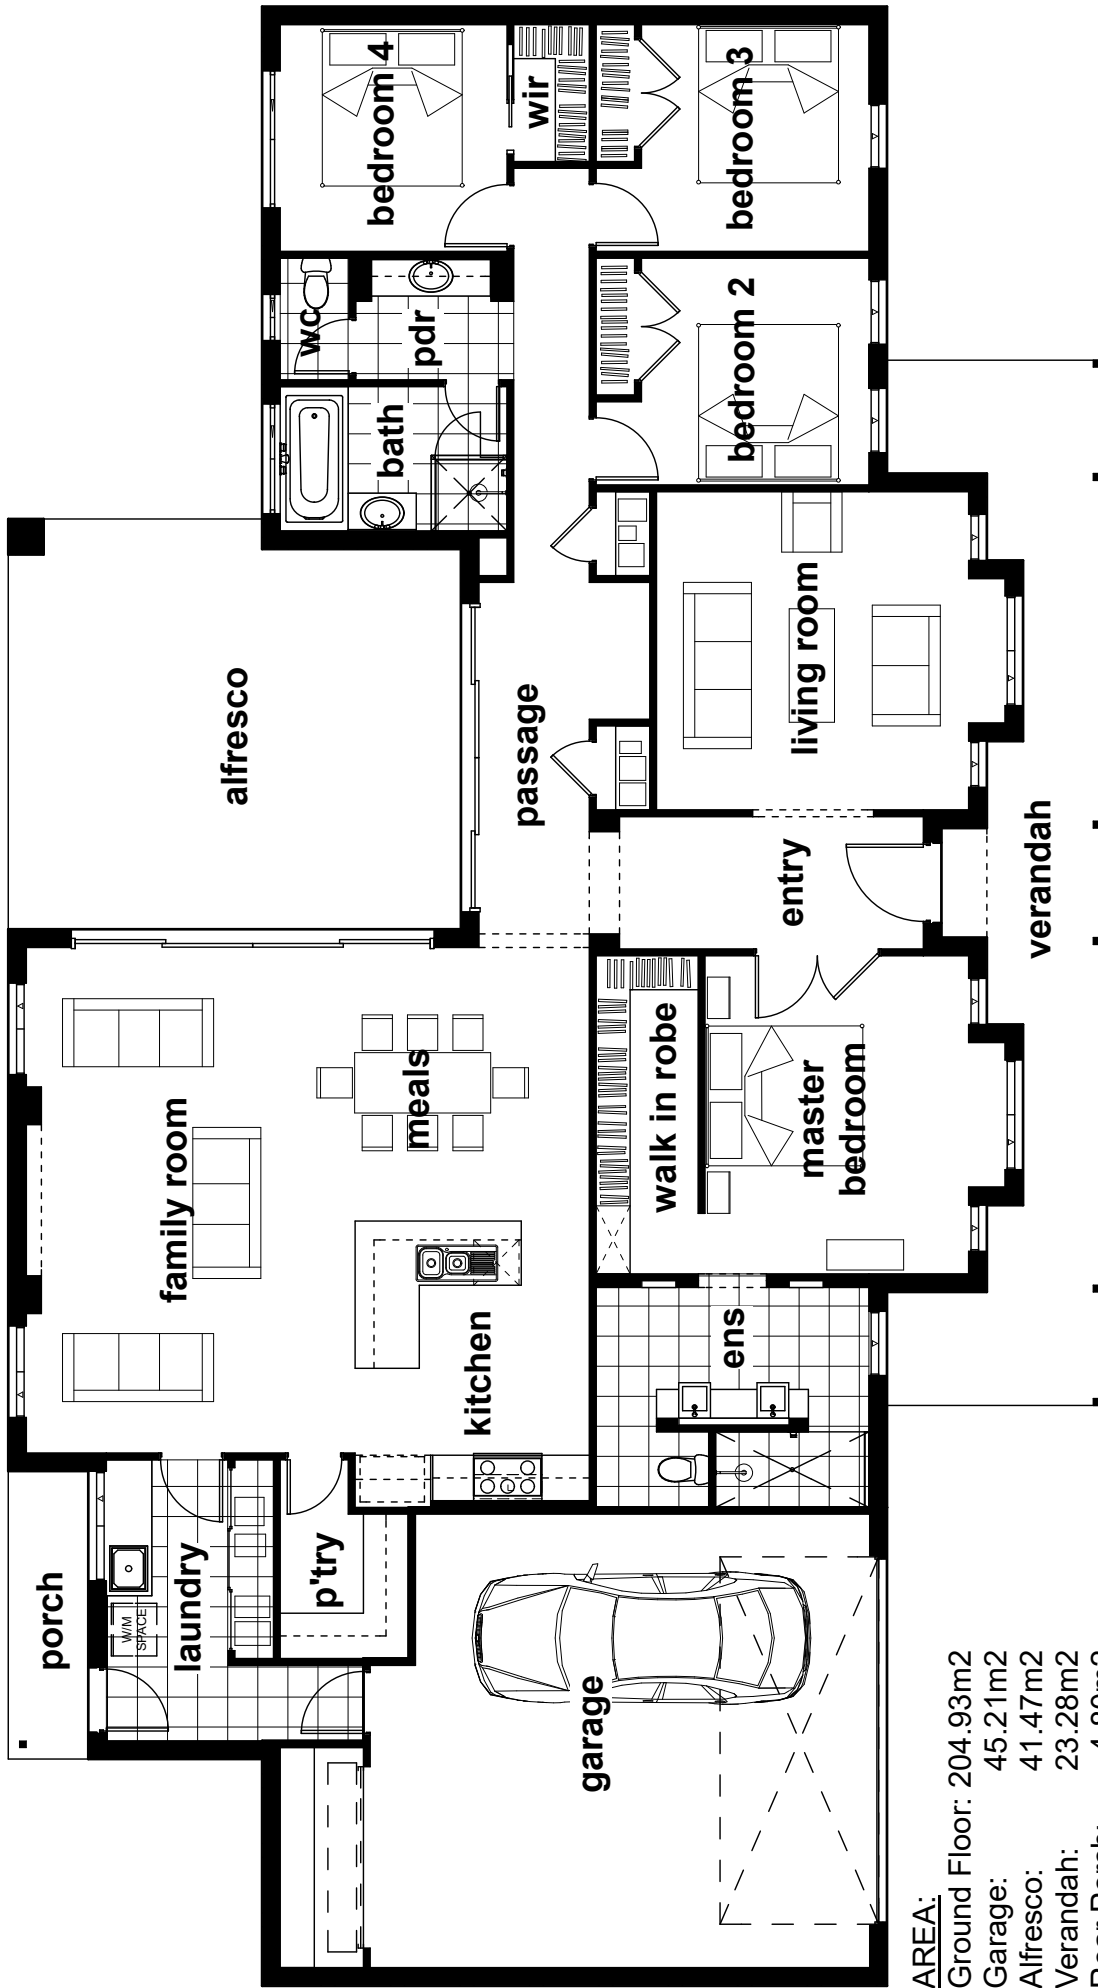 porch
W/M
SPACE
laundry
p'try
garage
family room
meals
kitchen
ens
walk in robe
master
bedroom
alfresco
passage
entry
verandah
living room
wc
pdr
bath
bedroom 4
wir
bedroom 2
bedroom 3
AREA:
Ground Floor: 204.93m2
Garage: 45.21m2
Alfresco: 41.47m2
Verandah: 23.28m2